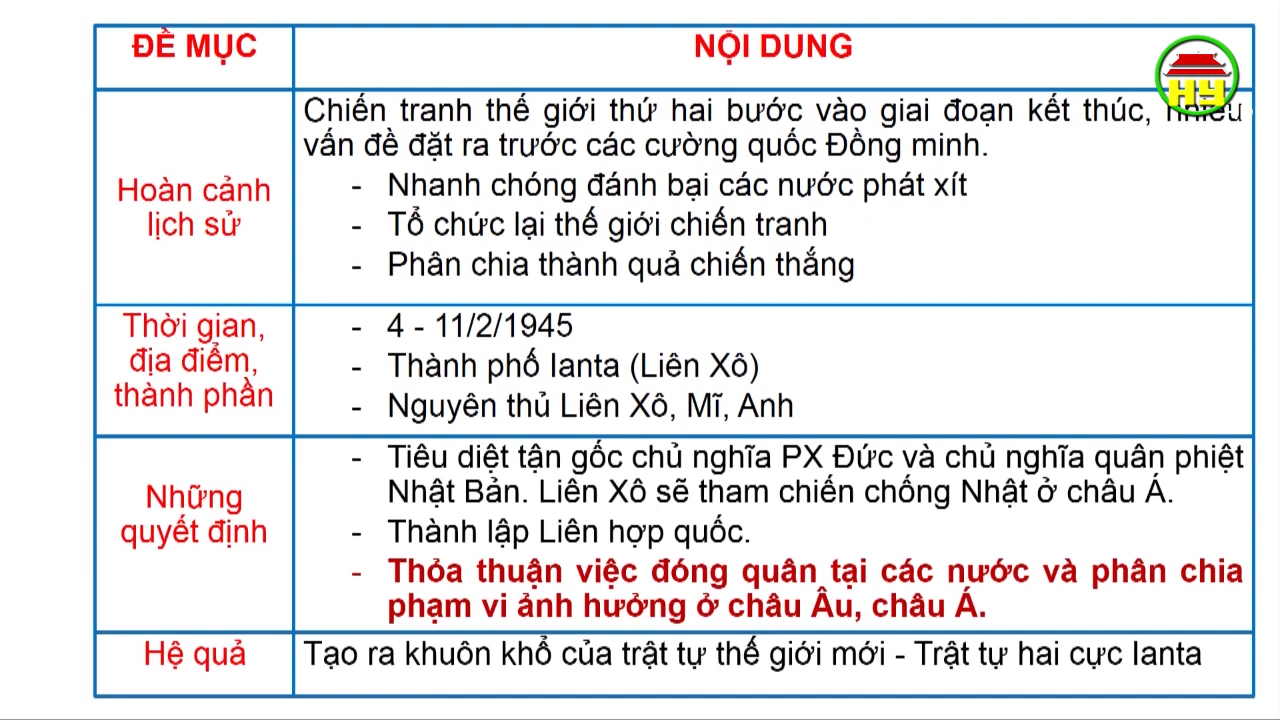 ĐỀ MỤC
NỘI DUNG
HY
Hoàn cảnh
lịch sử
Chiến tranh thế giới thứ hai bước vào giai đoạn kết thúc, nhiều
vấn đề đặt ra trước các cường quốc Đồng minh.
- Nhanh chóng đánh bại các nước phát xít
- Tổ chức lại thế giới chiến tranh
- Phân chia thành quả chiến thắng
Thời gian,
địa điểm,
thành phần
- 4 - 11/2/1945
- Thành phố Ianta (Liên Xô)
- Nguyên thủ Liên Xô, Mĩ, Anh
Những
quyết định
- Tiêu diệt tận gốc chủ nghĩa PX Đức và chủ nghĩa quân phiệt
Nhật Bản. Liên Xô sẽ tham chiến chống Nhật ở châu Á.
- Thành lập Liên hợp quốc.
- Thỏa thuận việc đóng quân tại các nước và phân chia
phạm vi ảnh hưởng ở châu Âu, châu Á.
Hệ quả
Tạo ra khuôn khổ của trật tự thế giới mới - Trật tự hai cực Ianta